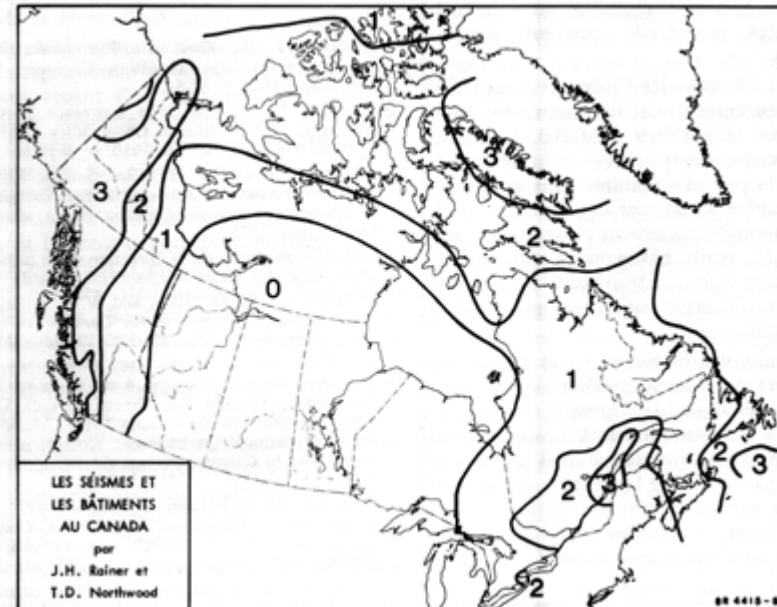 1
3
3
2
1
2
0
1
2
3
2
3
2
LES SÉISMES ET
LES BÂTIMENTS
AU CANADA
par
J.H. Rainer et
T.D. Northwood